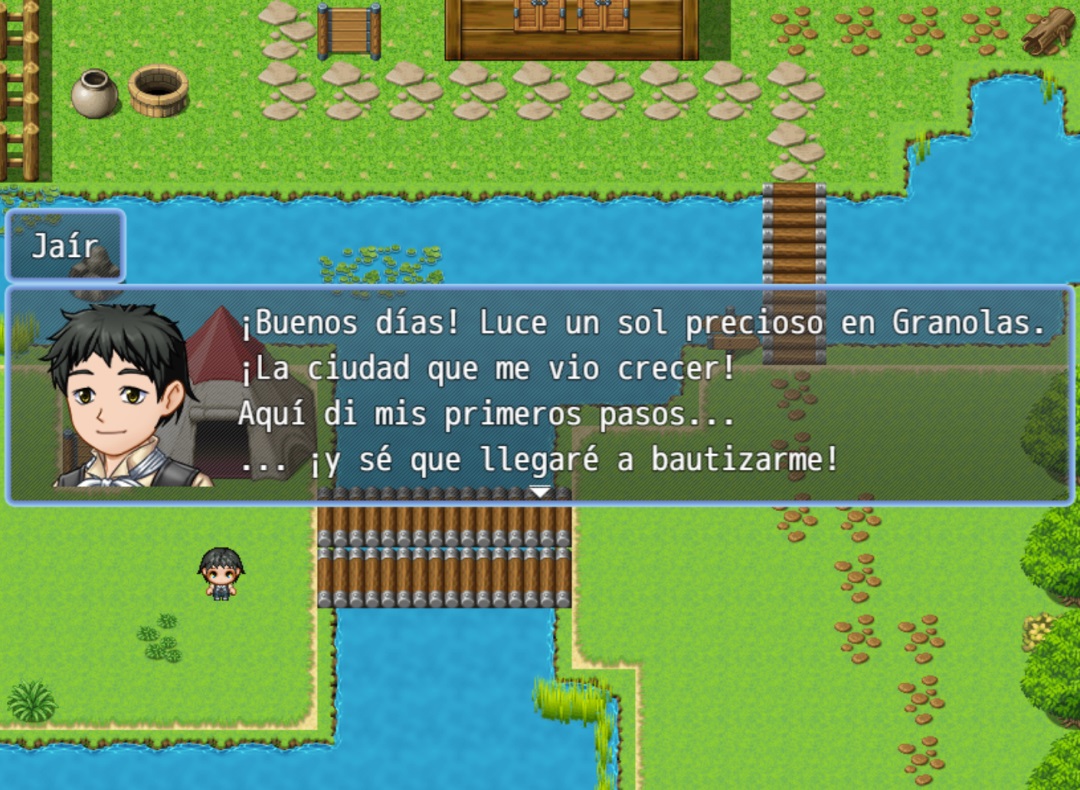 Jaír
¡Buenos días! Luce un sol precioso en Granolas.
¡La ciudad que me vio crecer!
Aquí di mis primeros pasos...
... ¡y sé que llegaré a bautizarme!